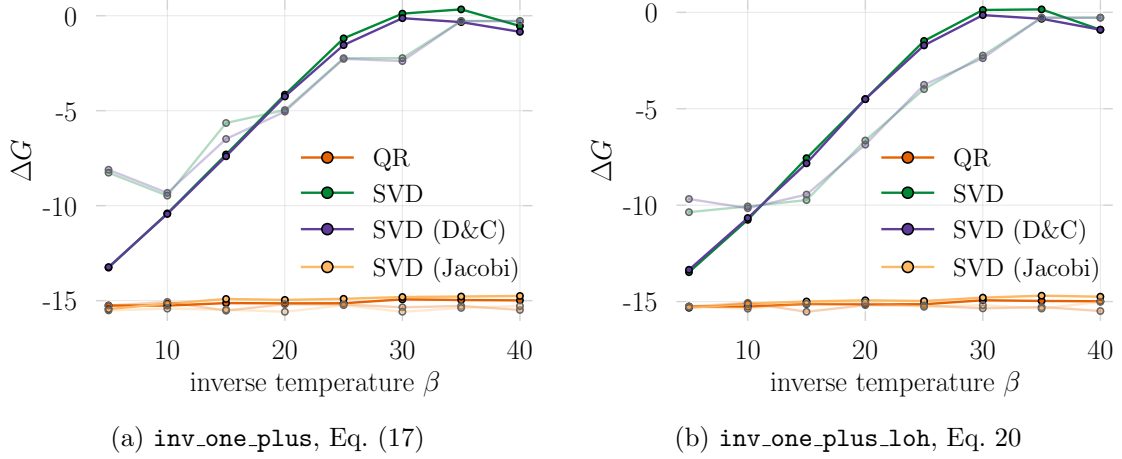 0
-5
-10
-15
ΔG
10
20
30
40
inverse temperature β
QR
SVD
SVD (D&C)
SVD (Jacobi)
(a) inv_one_plus, Eq. (17)
0
-5
-10
-15
ΔG
10
20
30
40
inverse temperature β
QR
SVD
SVD (D&C)
SVD (Jacobi)
(b) inv_one_plus_loh, Eq. 20